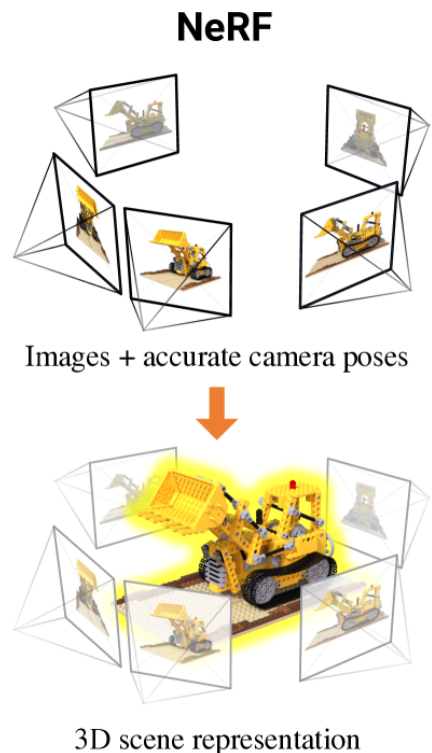 NeRF
Images + accurate camera poses
3D scene representation